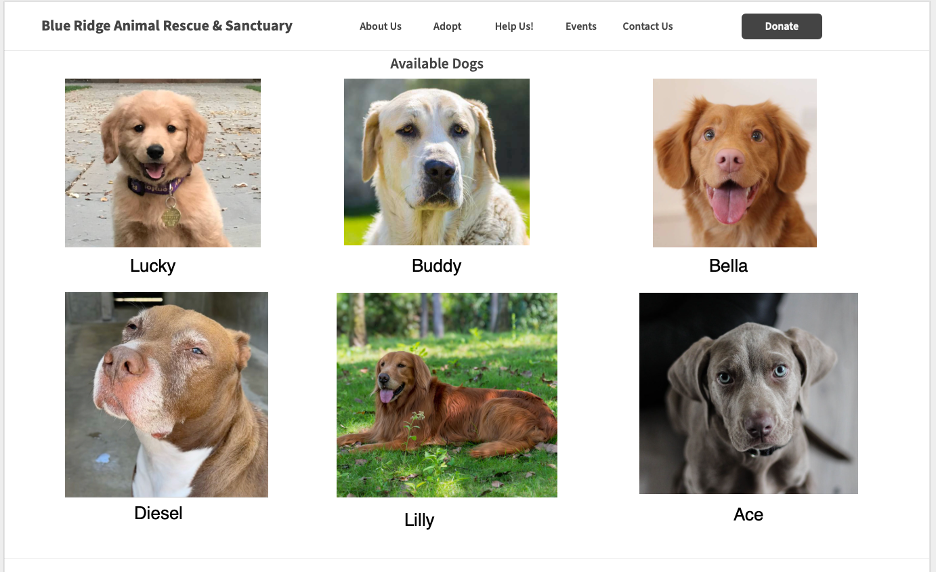 Blue Ridge Animal Rescue & Sanctuary
About Us
Adopt
Help Us!
Events
Contact Us
Donate
Available Dogs
Lucky
Buddy
Bella
Diesel
Lilly
Ace